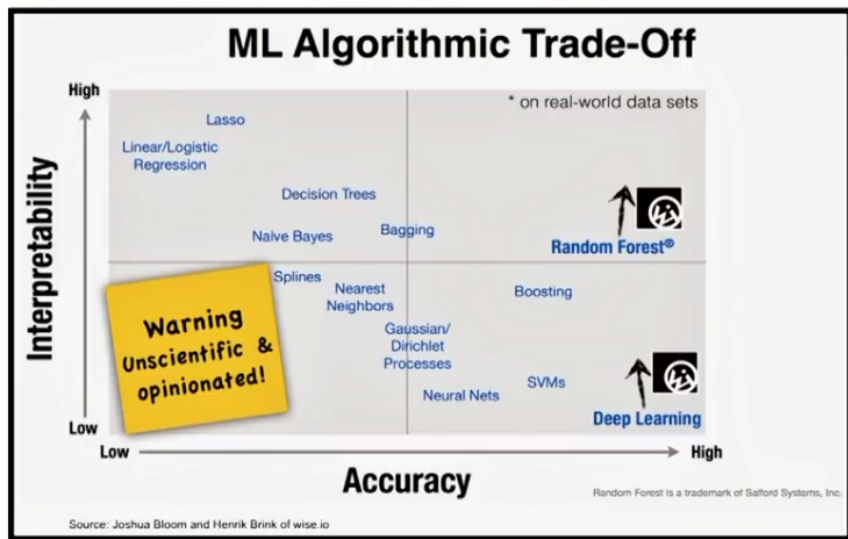 ML Algorithmic Trade-Off
High
* on real-world data sets
Lasso
Linear/Logistic
Regression
Decision Trees
Naïve Bayes
Bagging
Random Forest®
Interpretability
Splines
Nearest
Neighbors
Boosting
Warning
Unscientific &
opinionated!
Gaussian/
Dirichlet
Processes
Neural Nets
SVMs
Deep Learning
Low
Low
High
Accuracy
Random Forest is a trademark of Salford Systems, Inc.
Source: Joshua Bloom and Henrik Brink of wise.io